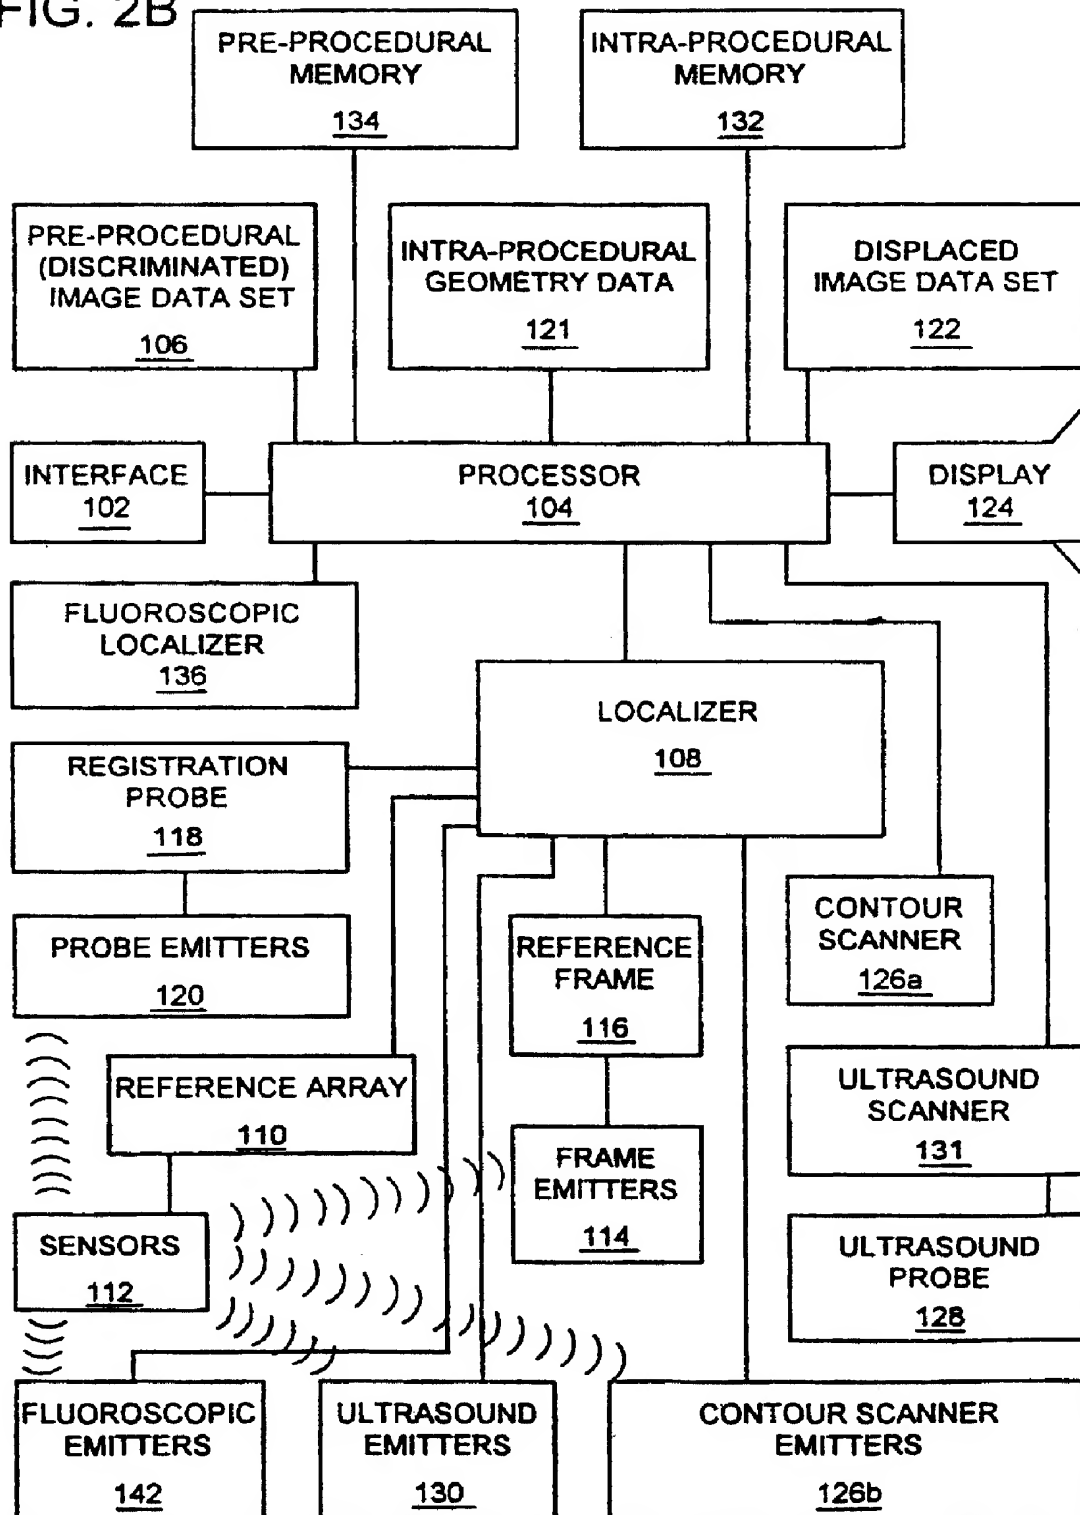 FIG. 2B
PRE-PROCEDURAL
MEMORY
134
INTRA-PROCEDURAL
MEMORY
132
PRE-PROCEDURAL
(DISCRIMINATED)
IMAGE DATA SET
106
INTRA-PROCEDURAL
GEOMETRY DATA
121
DISPLACED
IMAGE DATA SET
122
INTERFACE
102
PROCESSOR
104
DISPLAY
124
FLUOROSCOPIC
LOCALIZER
136
LOCALIZER
108
REGISTRATION
PROBE
118
PROBE EMITTERS
120
REFERENCE
FRAME
116
CONTOUR
SCANNER
126a
REFERENCE ARRAY
110
ULTRASOUND
SCANNER
131
FRAME
EMITTERS
114
SENSORS
112
ULTRASOUND
PROBE
128
FLUOROSCOPIC
EMITTERS
142
ULTRASOUND
EMITTERS
130
CONTOUR SCANNER
EMITTERS
126b